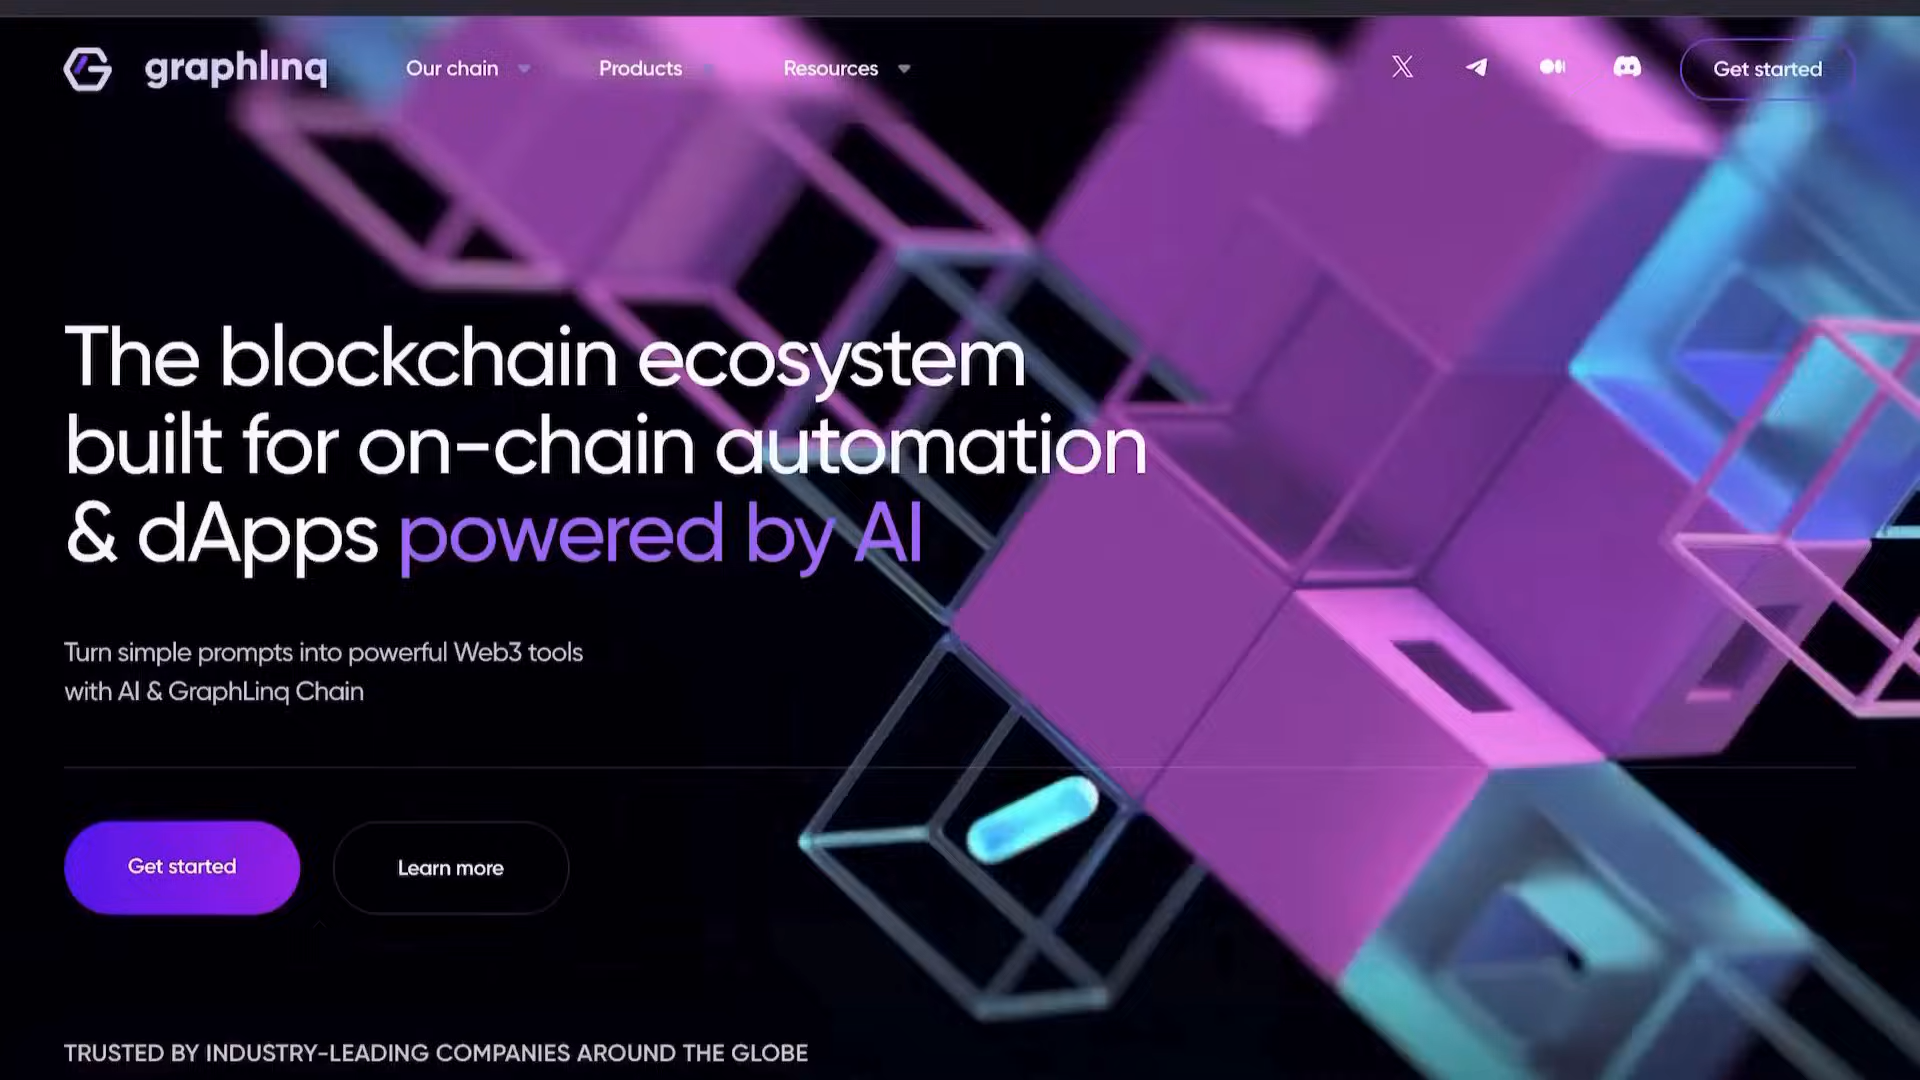 graphlinq
Our chain
Products
Resources
Get started
The blockchain ecosystem
built for on-chain automation
& dApps powered by AI
Turn simple prompts into powerful Web3 tools
with AI & GraphLinq Chain
Get started
Learn more
TRUSTED BY INDUSTRY-LEADING COMPANIES AROUND THE GLOBE